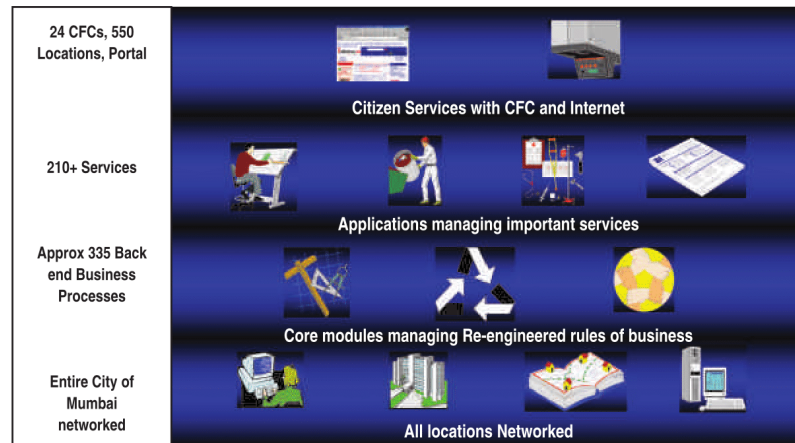 24 CFCs, 550
Locations, Portal
Citizen Services with CFC and Internet
210+ Services
Applications managing important services
Approx 335 Back
end Business
Processes
Core modules managing Re-engineered rules of business
Entire City of
Mumbai
networked
All locations Networked